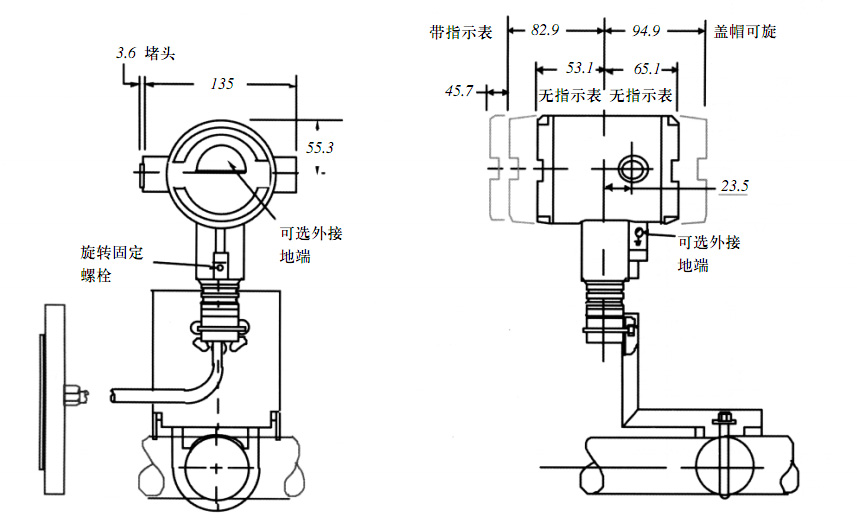 3.6 堵头
135
55.3
可选外接
地端
旋转固定
螺栓
带指示表
82.9
94.9
盖帽可旋
53.1
65.1
45.7
无指示表
无指示表
23.5
可选外接
地端